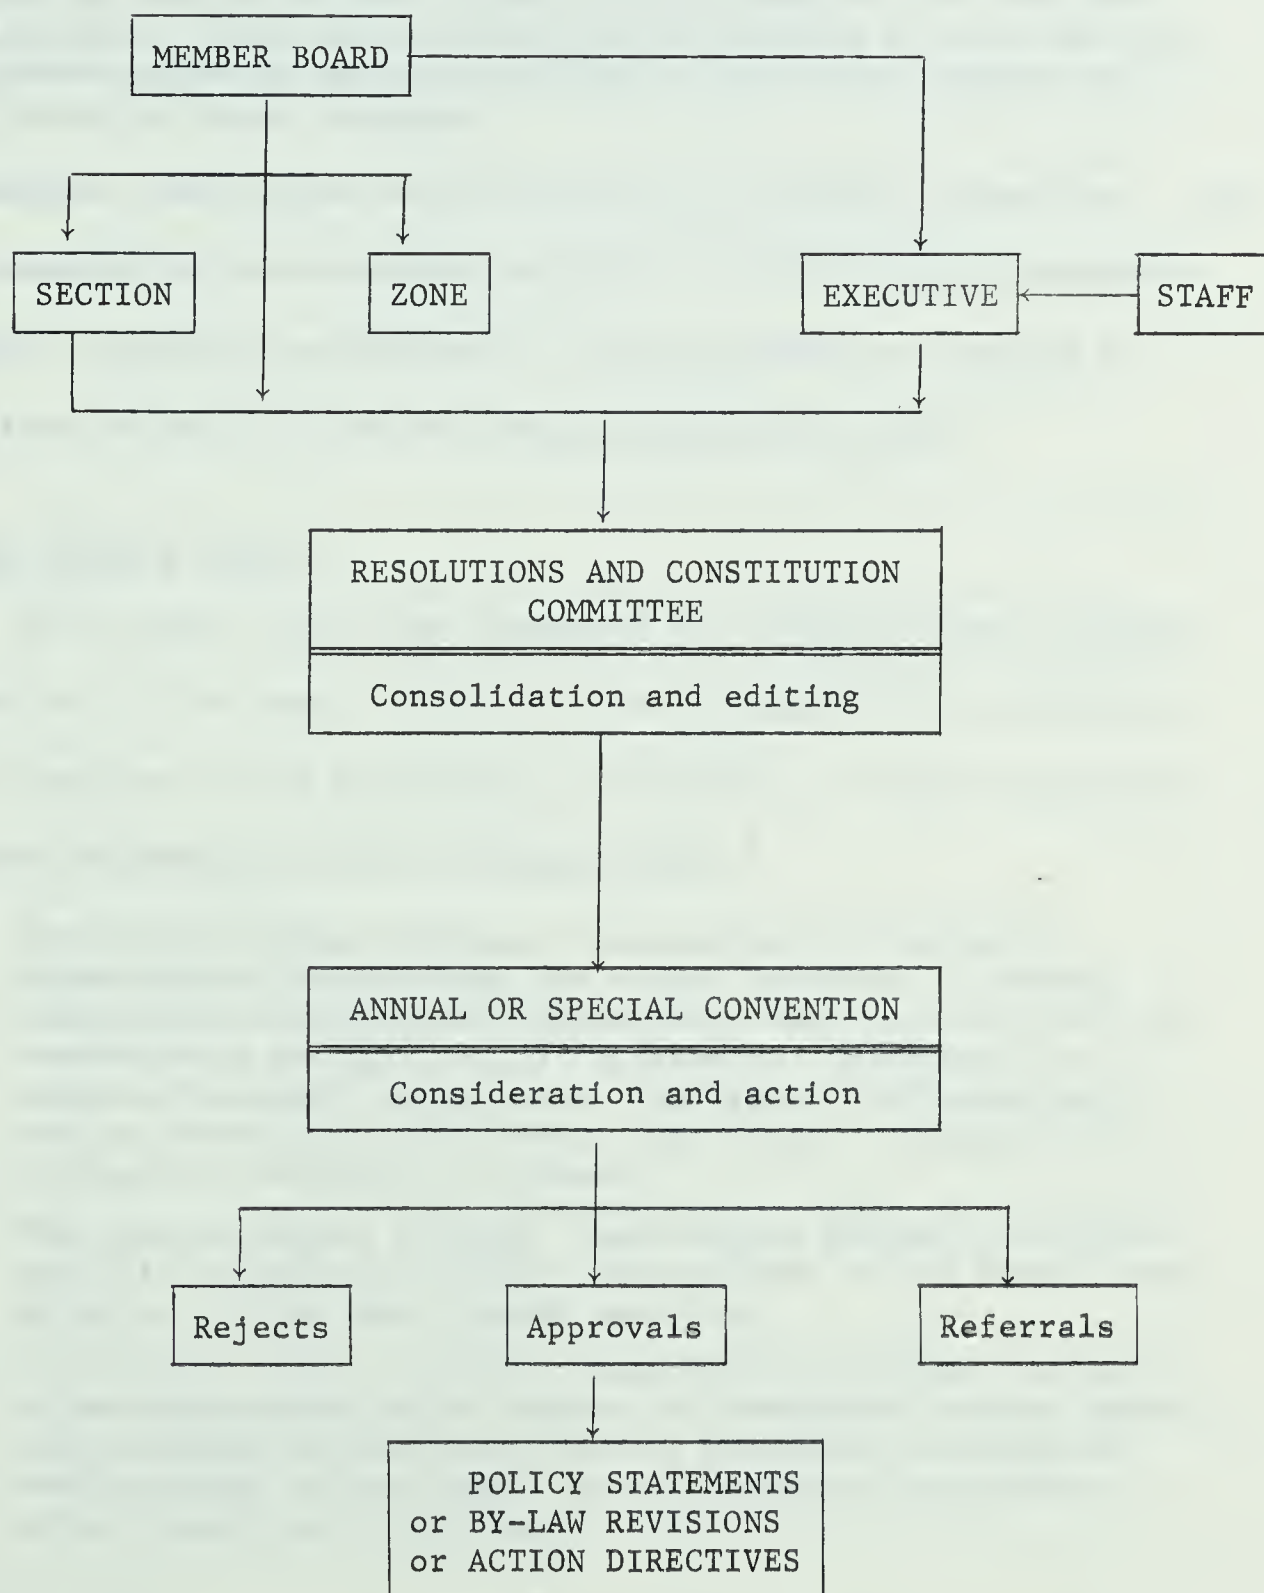 MEMBER BOARD
SECTION
ZONE
EXECUTIVE
STAFF
RESOLUTIONS AND CONSTITUTION
COMMITTEE
Consolidation and editing
ANNUAL OR SPECIAL CONVENTION
Consideration and action
Rejects
Approvals
Referrals
POLICY STATEMENTS
or BY-LAW REVISIONS
or ACTION DIRECTIVES